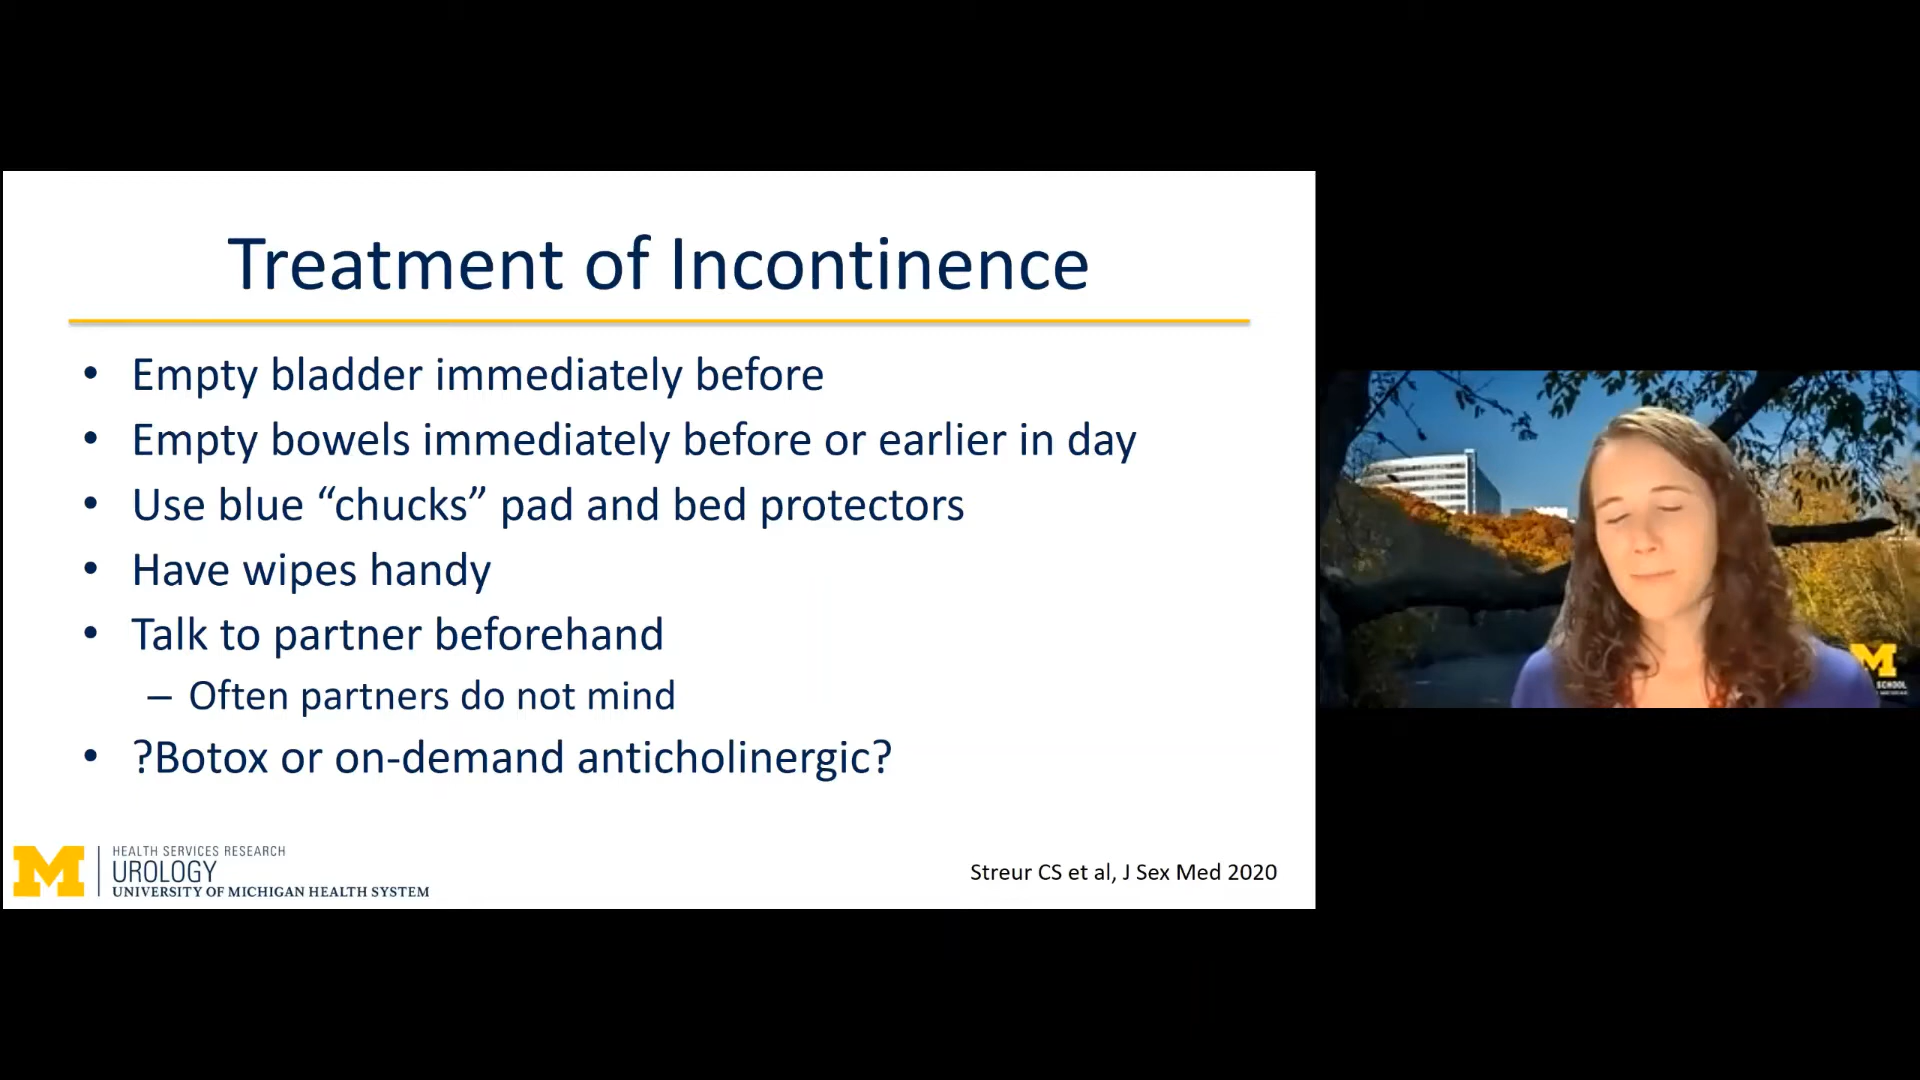 Treatment of Incontinence
• Empty bladder immediately before
• Empty bowels immediately before or earlier in day
• Use blue “chucks” pad and bed protectors
• Have wipes handy
• Talk to partner beforehand
– Often partners do not mind
• ?Botox or on-demand anticholinergic?
M
HEALTH SERVICES RESEARCH
UROLOGY
UNIVERSITY OF MICHIGAN HEALTH SYSTEM
Streur CS et al, J Sex Med 2020
M
SCHOOL